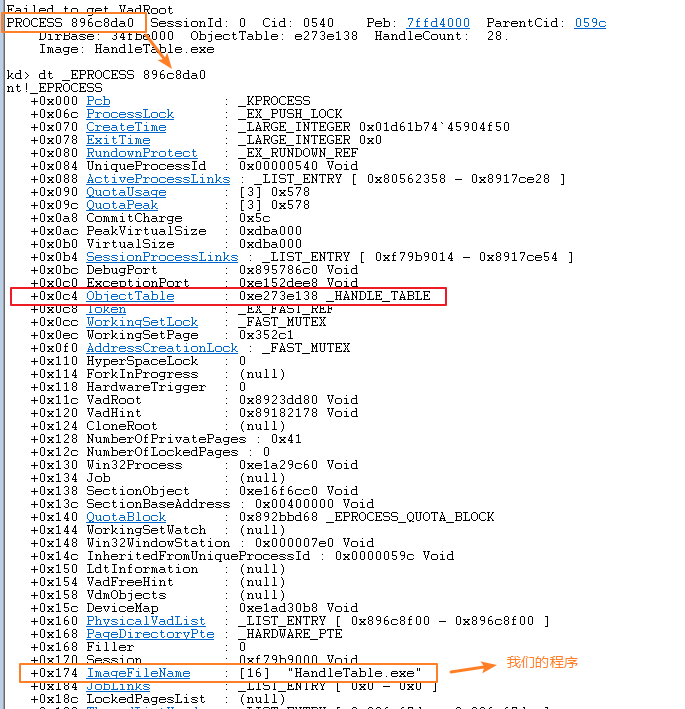 Failed to get VadRoot
PROCESS 896c8da0 SessionId: 0 Cid: 0540 Peb: 7ffd4000 ParentCid: 059c
DirBase: 34fbe000 ObjectTable: e273e138 HandleCount: 28.
Image: HandleTable.exe
kd> dt _EPROCESS 896c8da0
nt!_EPROCESS
+0x000 Pcb : _KPROCESS
+0x06c ProcessLock : _EX_PUSH_LOCK
+0x070 CreateTime : _LARGE_INTEGER 0x01d61b74`45904f50
+0x078 ExitTime : _LARGE_INTEGER 0x0
+0x080 RundownProtect : _EX_RUNDOWN_REF
+0x084 UniqueProcessId : 0x00000540 Void
+0x088 ActiveProcessLinks : _LIST_ENTRY [ 0x80562358 - 0x8917ce28 ]
+0x090 QuotaUsage : [3] 0x578
+0x09c QuotaPeak : [3] 0x578
+0x0a8 CommitCharge : 0x5c
+0x0ac PeakVirtualSize : 0xdba000
+0x0b0 VirtualSize : 0xdba000
+0x0b4 SessionProcessLinks : _LIST_ENTRY [ 0xf79b9014 - 0x8917ce54 ]
+0x0bc DebugPort : 0x895786c0 Void
+0x0c0 ExceptionPort : 0xe152dee8 Void
+0x0c4 ObjectTable : 0xe273e138 _HANDLE_TABLE
+0x0c8 Token : _EX_FAST_REF
+0x0cc WorkingSetLock : _FAST_MUTEX
+0x0ec WorkingSetPage : 0x352c1
+0x0f0 AddressCreationLock : _FAST_MUTEX
+0x110 HyperSpaceLock : 0
+0x114 ForkInProgress : (null)
+0x118 HardwareTrigger : 0
+0x11c VadRoot : 0x8923dd80 Void
+0x120 VadHint : 0x89182178 Void
+0x124 CloneRoot : (null)
+0x128 NumberOfPrivatePages : 0x41
+0x12c NumberOfLockedPages : 0
+0x130 Win32Process : 0xe1a29c60 Void
+0x134 Job : (null)
+0x138 SectionObject : 0xe16f6cc0 Void
+0x13c SectionBaseAddress : 0x00400000 Void
+0x140 QuotaBlock : 0x892bbd68 _EPROCESS_QUOTA_BLOCK
+0x144 WorkingSetWatch : (null)
+0x148 Win32WindowStation : 0x000007e0 Void
+0x14c InheritedFromUniqueProcessId : 0x0000059c Void
+0x150 LdtInformation : (null)
+0x154 VadFreeHint : (null)
+0x158 VdmObjects : (null)
+0x15c DeviceMap : 0xe1ad30b8 Void
+0x160 PhysicalVadList : _LIST_ENTRY [ 0x896c8f00 - 0x896c8f00 ]
+0x168 PageDirectoryPte : _HARDWARE_PTE
+0x168 Filler : 0
+0x170 Session : 0xf79b9000 Void
+0x174 ImageFileName : [16] "HandleTable.exe"
我们的程序
+0x184 JobLinks : _LIST_ENTRY [ 0x0 - 0x0 ]
+0x18c LockedPagesList : (null)